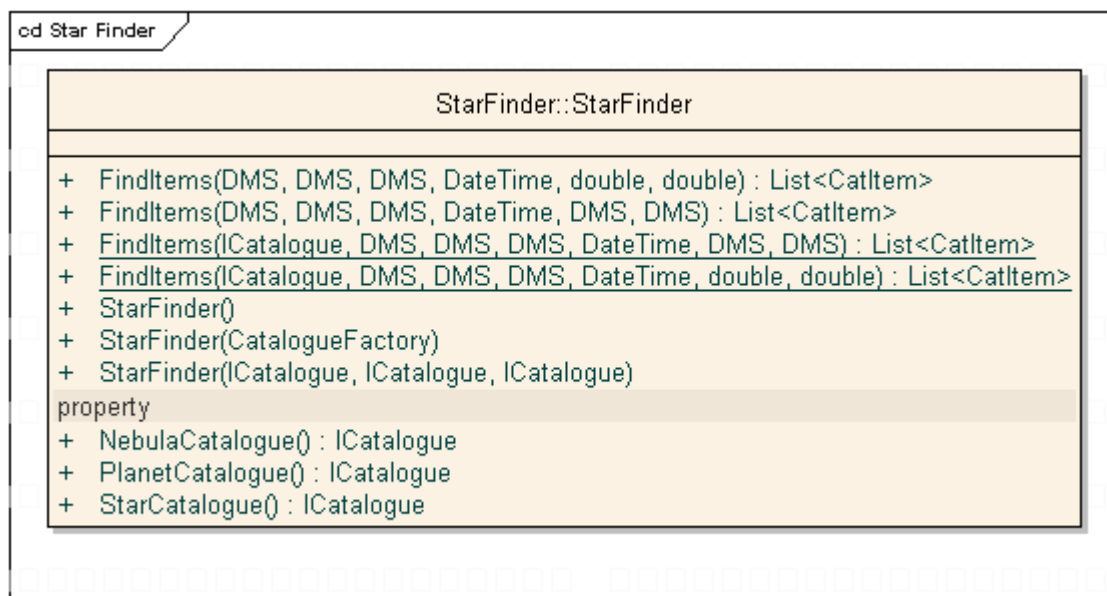 cd Star Finder
StarFinder::StarFinder
+ FindItems(DMS, DMS, DMS, DateTime, double, double) : List<CatItem>
+ FindItems(DMS, DMS, DMS, DateTime, DMS, DMS) : List<CatItem>
+ FindItems(ICatalogue, DMS, DMS, DMS, DateTime, DMS, DMS) : List<CatItem>
+ FindItems(ICatalogue, DMS, DMS, DMS, DateTime, double, double) : List<CatItem>
+ StarFinder()
+ StarFinder(CatalogueFactory)
+ StarFinder(ICatalogue, ICatalogue, ICatalogue)
property
+ NebulaCatalogue() : ICatalogue
+ PlanetCatalogue() : ICatalogue
+ StarCatalogue() : ICatalogue